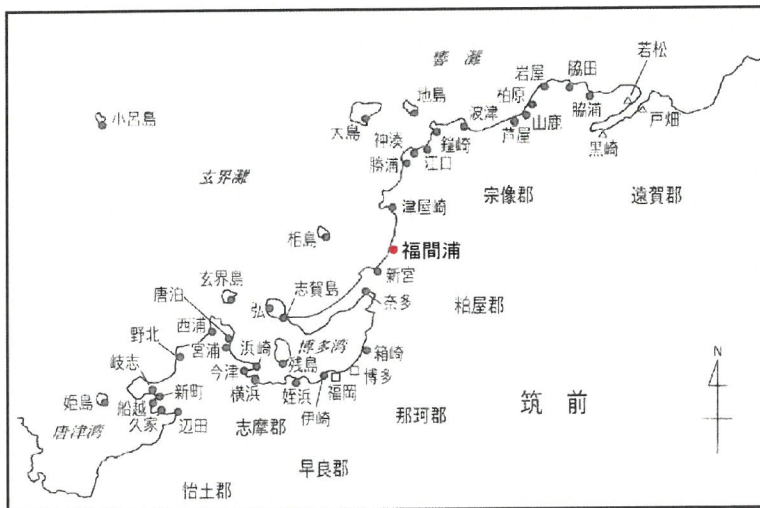 響灘
若松
岩屋
脇田
地島
柏原
脇浦
小呂島
大島
波津
山鹿
戸畑
神湊
鐘崎
芦屋
黒崎
勝浦
江口
玄界灘
宗像郡
遠賀郡
津屋崎
相島
福間浦
玄界島
新宮
唐泊
弘
志賀島
奈多
粕屋郡
西浦
野北
宮浦
浜崎
博多湾
岐志
今津
残島
箱崎
新町
横浜
姪浜
福岡
博多
姫島
船越
伊崎
久家
辺田
志摩郡
那珂郡
筑前
唐津湾
早良郡
怡土郡
N